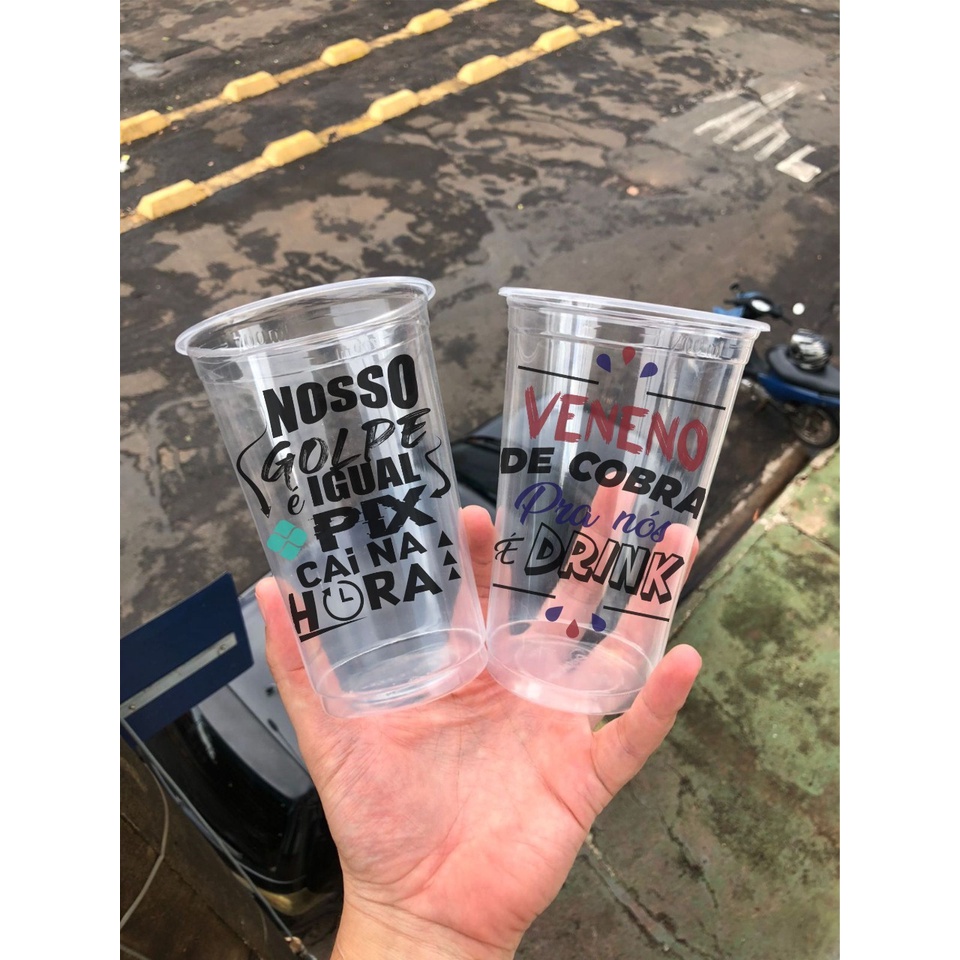 NOSSO
GOLPE
é IGUAL
PIX
CAi NA
HORA
VENENO
DE COBRA
Pra nós
É DRINK